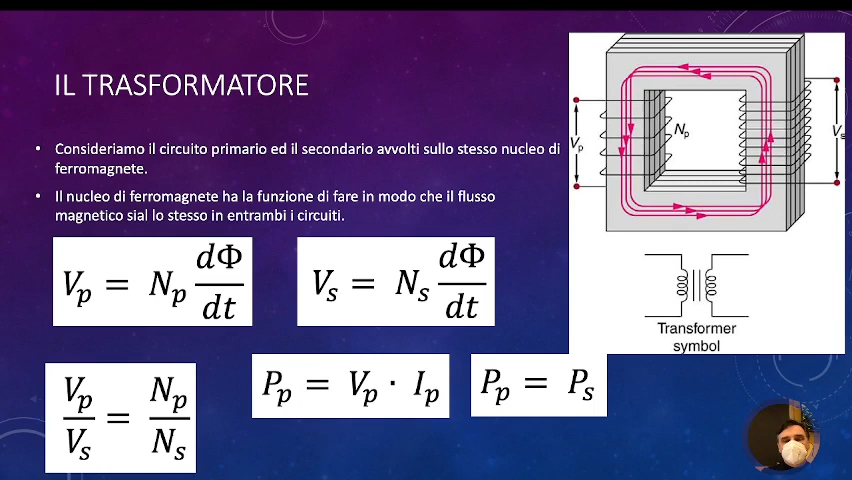 IL TRASFORMATORE
• Consideriamo il circuito primario ed il secondario avvolti sullo stesso nucleo di
ferromagnete.
• Il nucleo di ferromagnete ha la funzione di fare in modo che il flusso
magnetico sial lo stesso in entrambi i circuiti.
V_p = N_p dΦ/dt
V_s = N_s dΦ/dt
V_p/V_s = N_p/N_s
P_p = V_p · I_p
P_p = P_s
V_p
N_p
V_s
Transformer
symbol